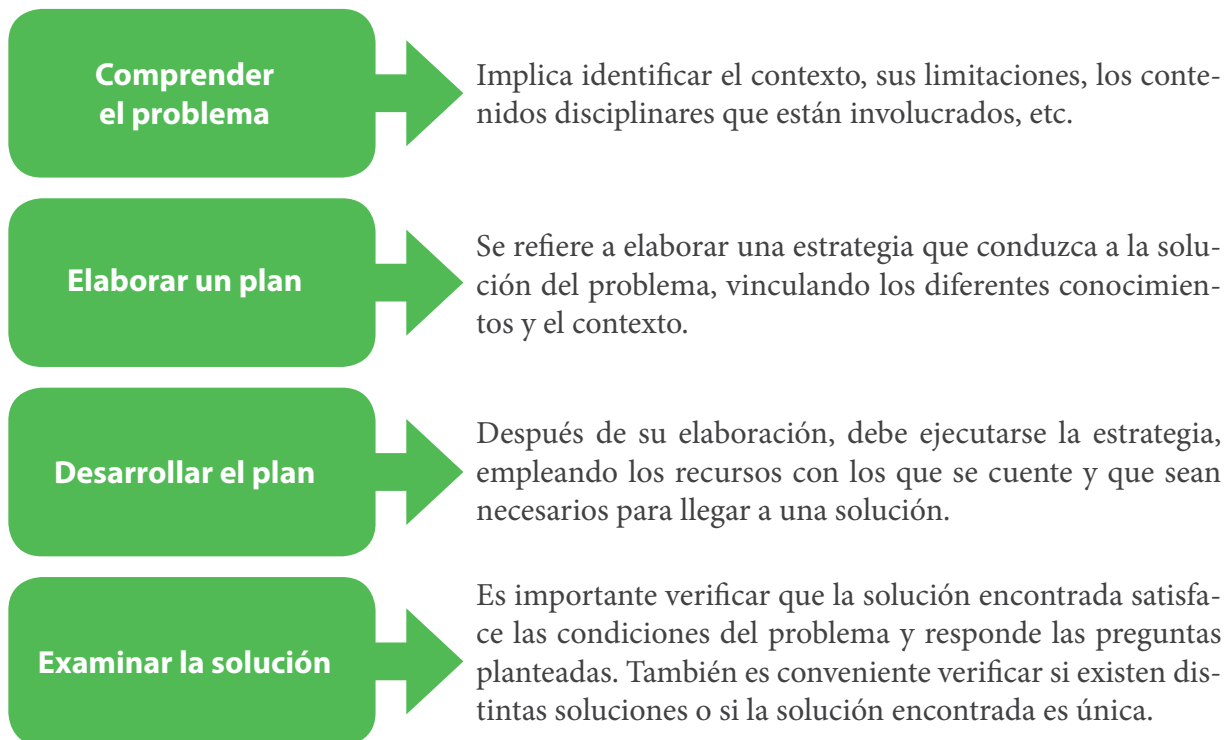 Comprender
el problema
Implica identificar el contexto, sus limitaciones, los conte-
nidos disciplinares que están involucrados, etc.
Elaborar un plan
Se refiere a elaborar una estrategia que conduzca a la solu-
ción del problema, vinculando los diferentes conocimien-
tos y el contexto.
Desarrollar el plan
Después de su elaboración, debe ejecutarse la estrategia,
empleando los recursos con los que se cuente y que sean
necesarios para llegar a una solución.
Examinar la solución
Es importante verificar que la solución encontrada satisfa-
ce las condiciones del problema y responde las preguntas
planteadas. También es conveniente verificar si existen dis-
tintas soluciones o si la solución encontrada es única.